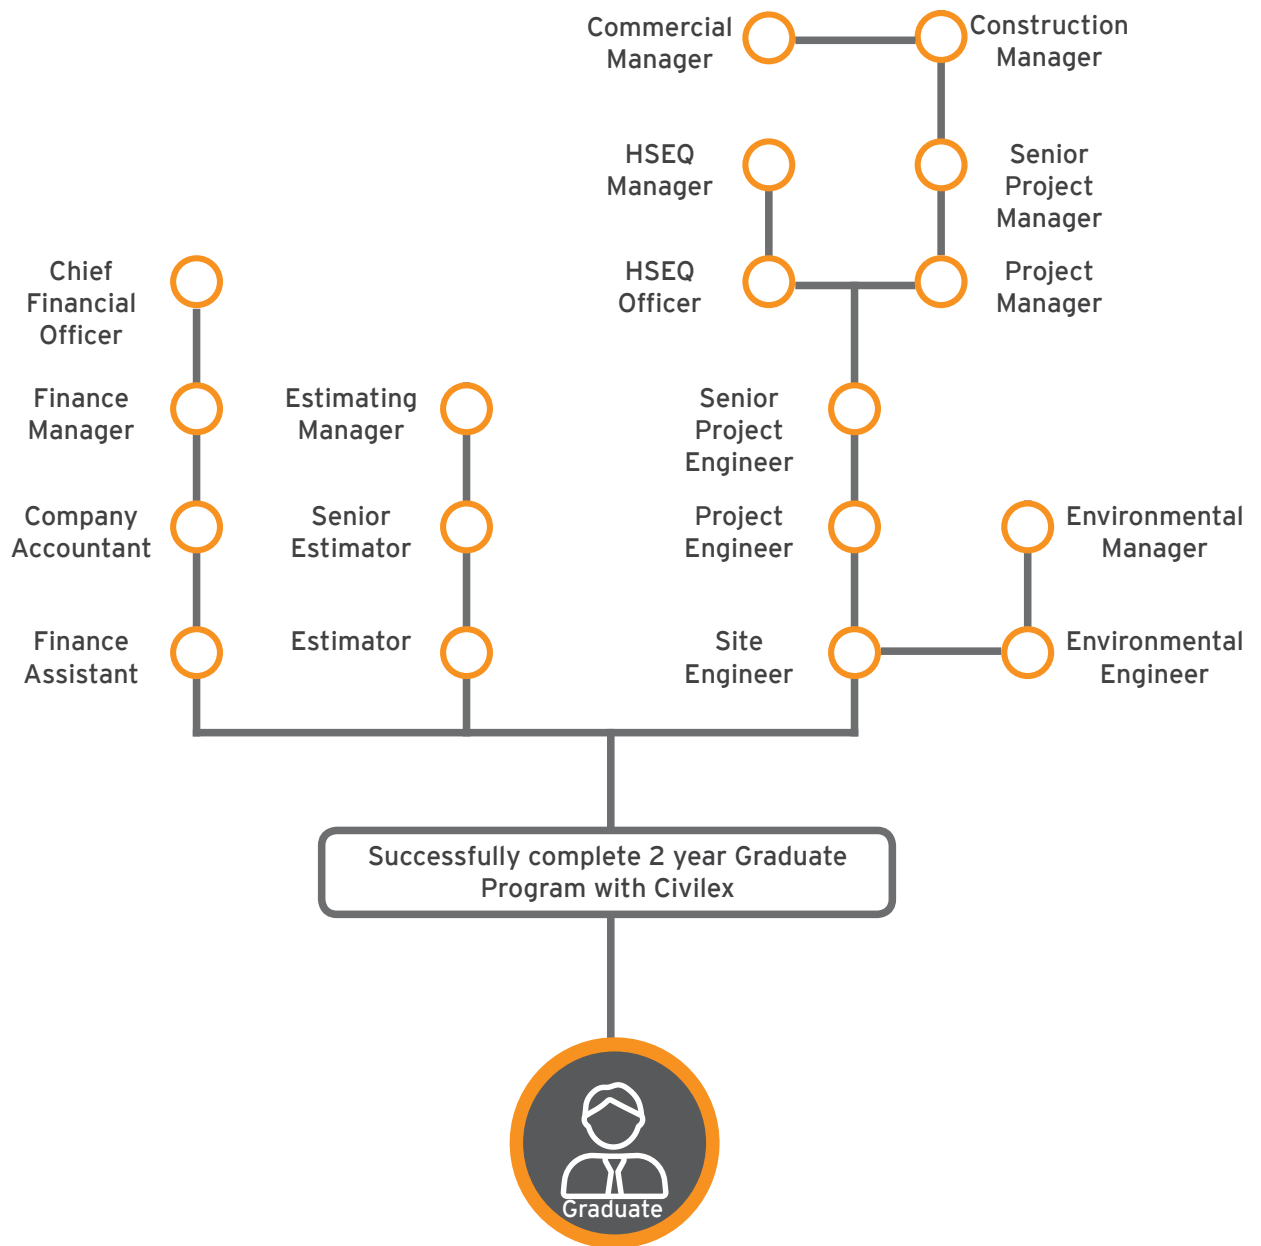 Commercial
Manager
Construction
Manager
HSEQ
Manager
Senior
Project
Manager
Chief
Financial
Officer
HSEQ
Officer
Project
Manager
Finance
Manager
Estimating
Manager
Senior
Project
Engineer
Company
Accountant
Senior
Estimator
Project
Engineer
Environmental
Manager
Finance
Assistant
Estimator
Site
Engineer
Environmental
Engineer
Successfully complete 2 year Graduate
Program with Civilex
Graduate